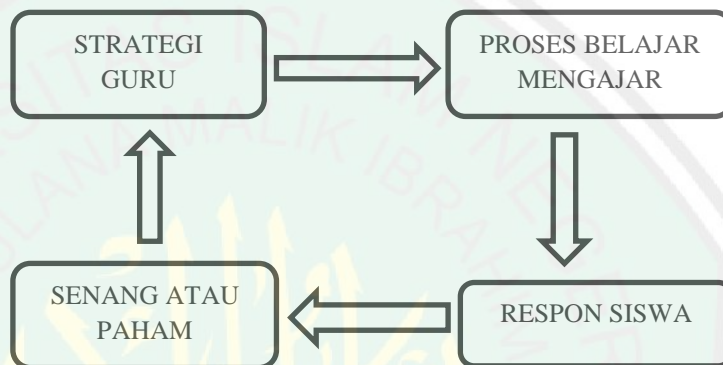 STRATEGI
GURU
PROSES BELAJAR
MENGAJAR
SENANG ATAU
PAHAM
RESPON SISWA